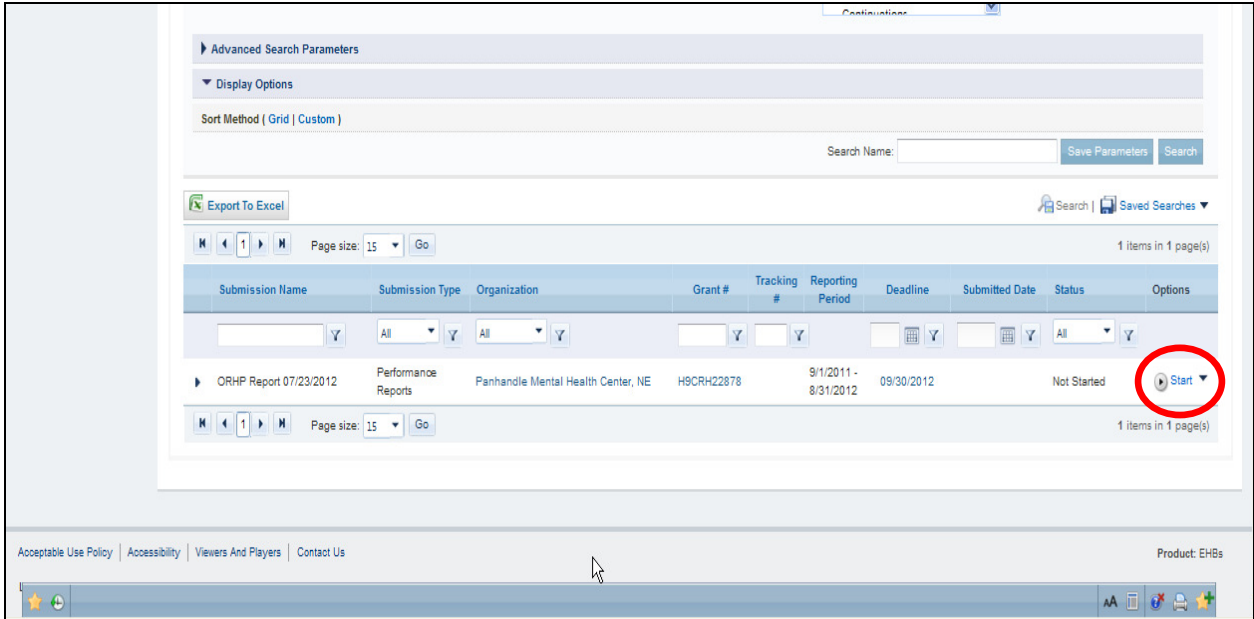 Continuations
Advanced Search Parameters
Display Options
Sort Method ( Grid | Custom )
Search Name: Save Parameters Search
Export To Excel Search | Saved Searches
1 Page size: 15 Go 1 items in 1 page(s)
Submission Name Submission Type Organization Grant # Tracking # Reporting Period Deadline Submitted Date Status Options
All All All
ORHP Report 07/23/2012 Performance Reports Panhandle Mental Health Center, NE H9CRH22878 9/1/2011 - 8/31/2012 09/30/2012 Not Started Start
1 Page size: 15 Go 1 items in 1 page(s)
Acceptable Use Policy | Accessibility | Viewers And Players | Contact Us Product: EHBs
AA